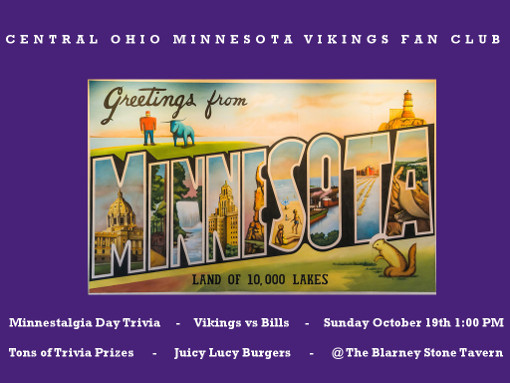 CENTRAL OHIO MINNESOTA VIKINGS FAN CLUB
Greetings from
MINNESOTA
LAND OF 10,000 LAKES
Minnestalgia Day Trivia - Vikings vs Bills - Sunday October 19th 1:00 PM
Tons of Trivia Prizes - Juicy Lucy Burgers - @The Blarney Stone Tavern